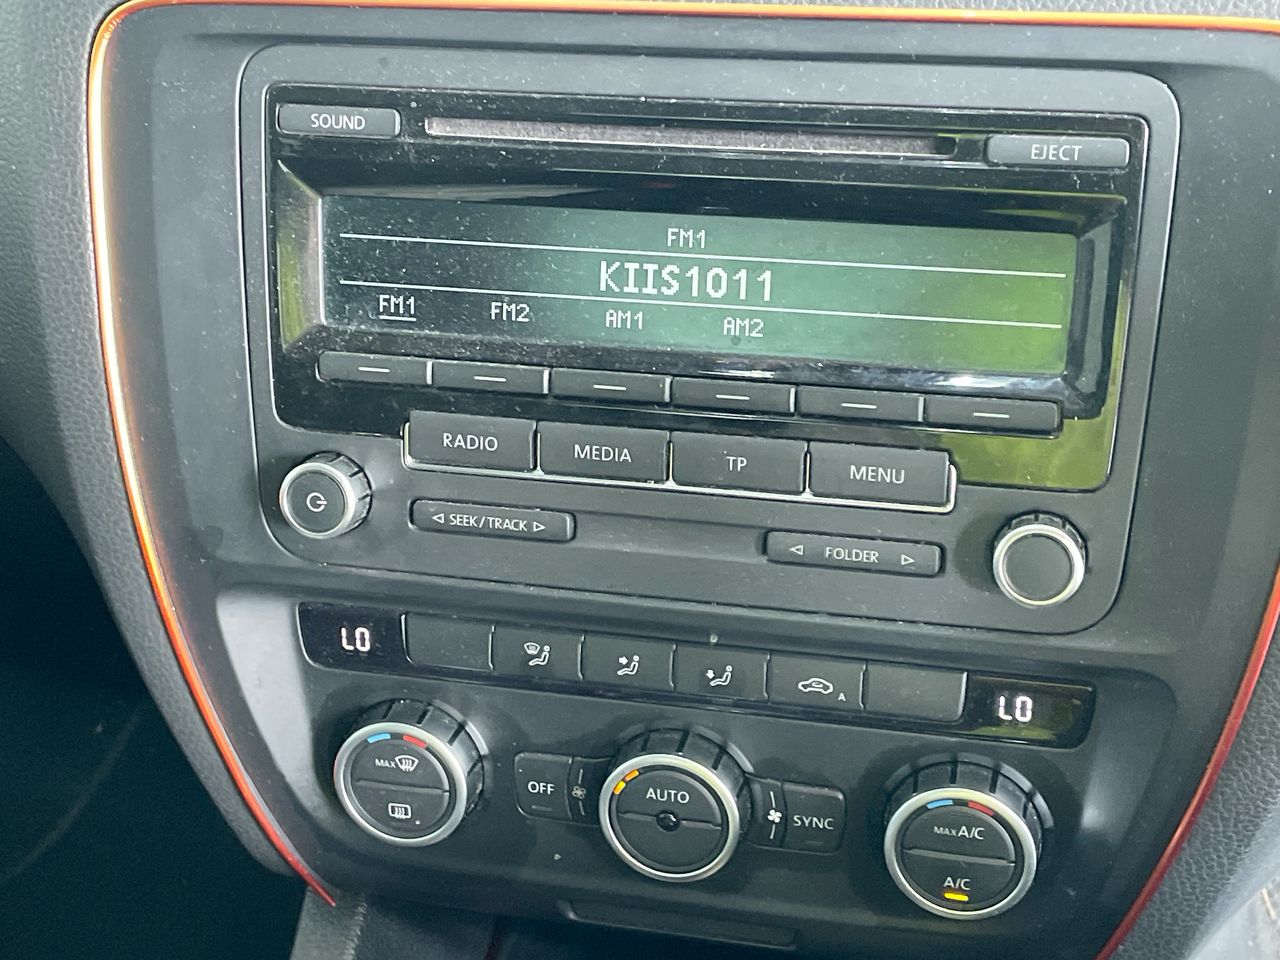 SOUND
EJECT
FM1
KIIS1011
FM1 FM2 AM1 AM2
RADIO MEDIA TP MENU
SEEK/TRACK
FOLDER
LO
A
LO
MAX
OFF
AUTO
SYNC
MAX A/C
A/C